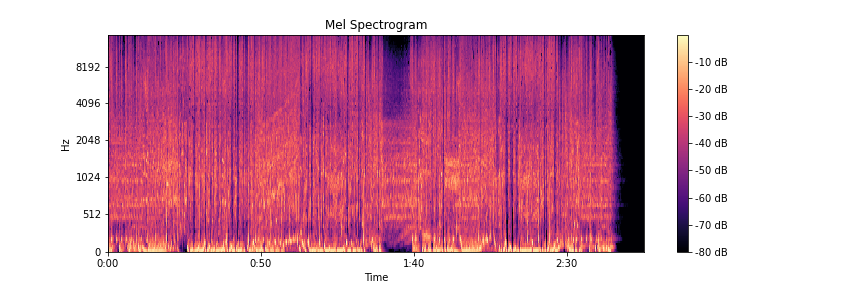 Mel Spectrogram
Hz
8192
4096
2048
1024
512
0
0:00
0:50
1:40
2:30
Time
-10 dB
-20 dB
-30 dB
-40 dB
-50 dB
-60 dB
-70 dB
-80 dB